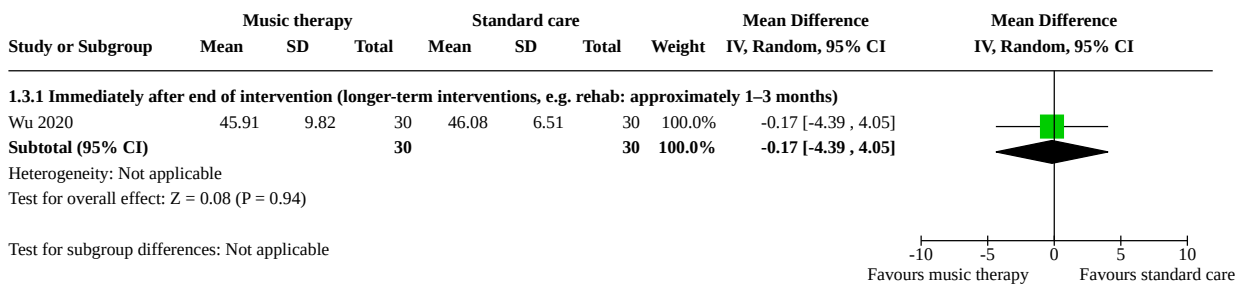 Music therapy Standard care Mean Difference Mean Difference
Study or Subgroup Mean SD Total Mean SD Total Weight IV, Random, 95% CI IV, Random, 95% CI
1.3.1 Immediately after end of intervention (longer-term interventions, e.g. rehab: approximately 1–3 months)
Wu 2020 45.91 9.82 30 46.08 6.51 30 100.0% -0.17 [-4.39 , 4.05]
Subtotal (95% CI) 30 30 100.0% -0.17 [-4.39 , 4.05]
Heterogeneity: Not applicable
Test for overall effect: Z = 0.08 (P = 0.94)
Test for subgroup differences: Not applicable
-10 -5 0 5 10
Favours music therapy Favours standard care